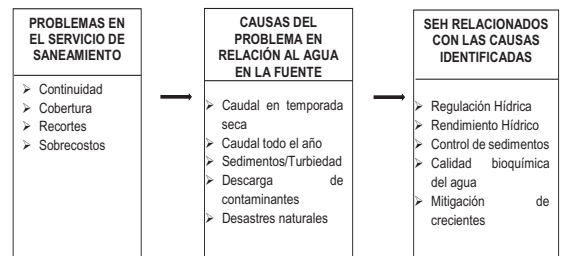 PROBLEMAS EN
EL SERVICIO DE
SANEAMIENTO
➢ Continuidad
➢ Cobertura
➢ Recortes
➢ Sobrecostos
CAUSAS DEL
PROBLEMA EN
RELACIÓN AL AGUA
EN LA FUENTE
➢ Caudal en temporada
seca
➢ Caudal todo el año
➢ Sedimentos/Turbiedad
➢ Descarga de
contaminantes
➢ Desastres naturales
SEH RELACIONADOS
CON LAS CAUSAS
IDENTIFICADAS
➢ Regulación Hídrica
➢ Rendimiento Hídrico
➢ Control de sedimentos
➢ Calidad bioquímica
del agua
➢ Mitigación de
crecientes